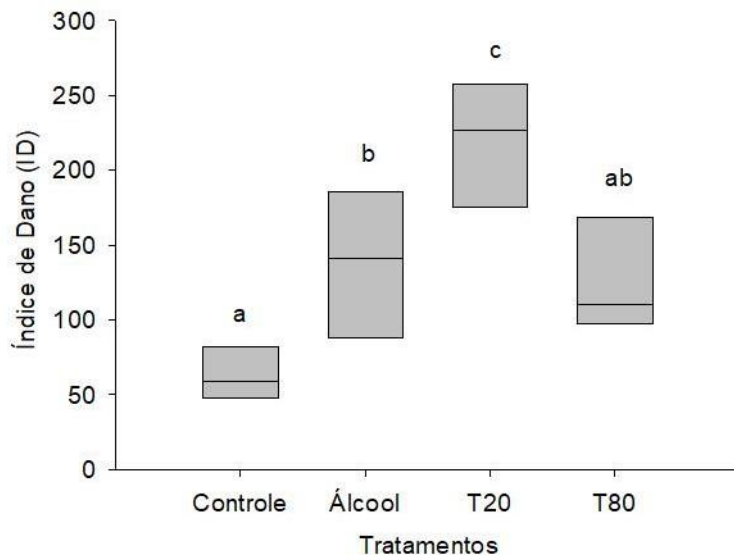 300
250
200
150
100
50
0
Índice de Dano (ID)
a
b
c
ab
Controle Álcool T20 T80
Tratamentos